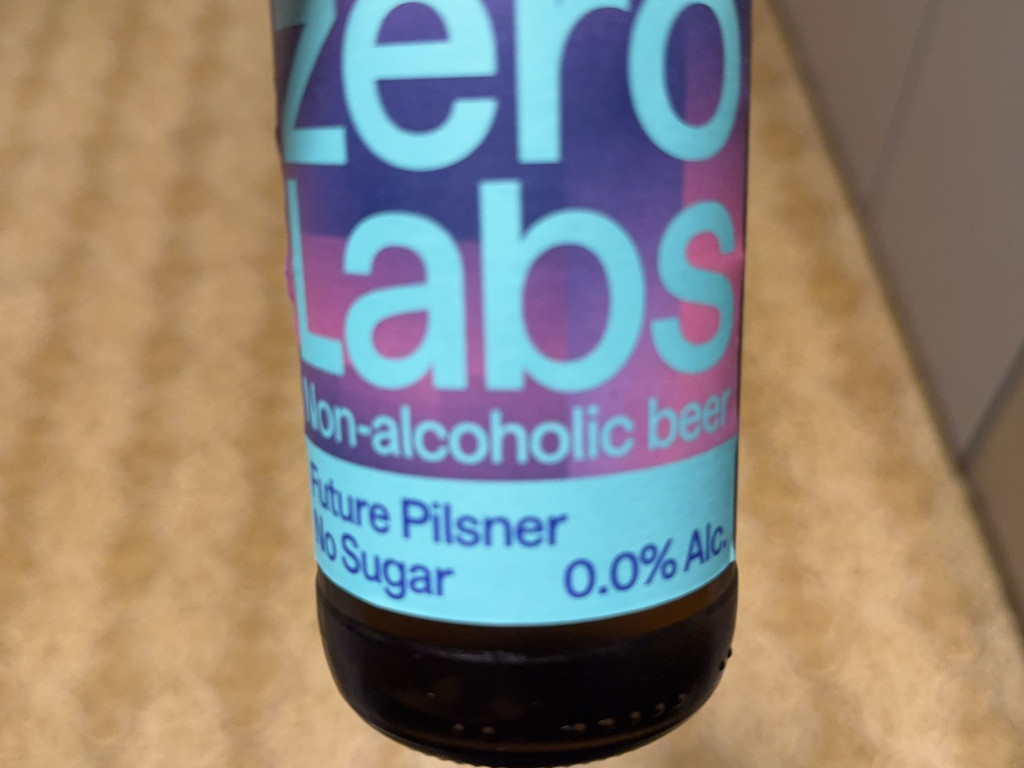 zero
Labs
Non-alcoholic beer
Future Pilsner
No Sugar
0.0% Alc.